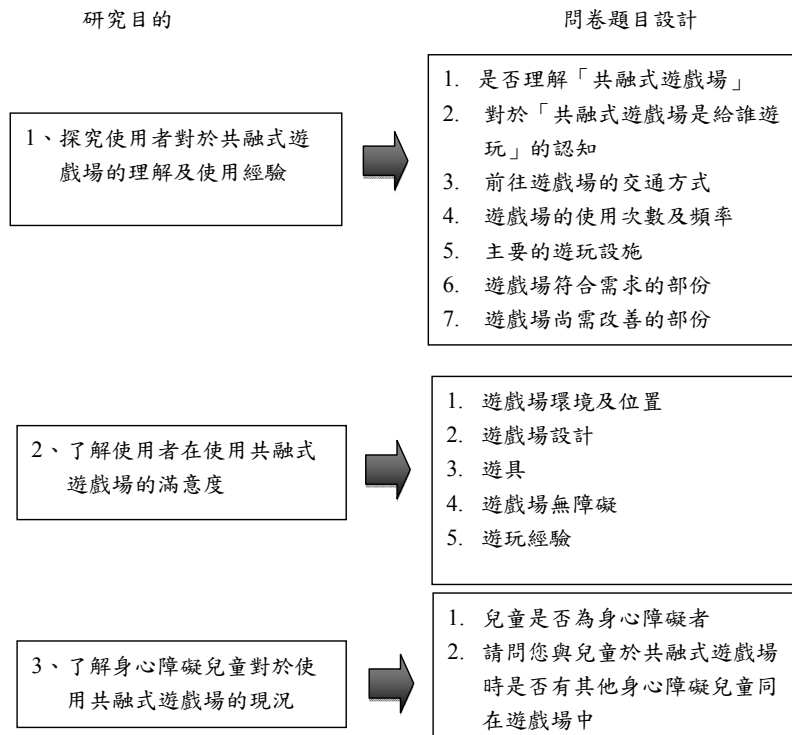 研究目的
問卷題目設計
1、探究使用者對於共融式遊
戲場的理解及使用經驗
1. 是否理解「共融式遊戲場」
2. 對於「共融式遊戲場是給誰遊
玩」的認知
3. 前往遊戲場的交通方式
4. 遊戲場的使用次數及頻率
5. 主要的遊玩設施
6. 遊戲場符合需求的部份
7. 遊戲場尚需改善的部份
2、了解使用者在使用共融式
遊戲場的滿意度
1. 遊戲場環境及位置
2. 遊戲場設計
3. 遊具
4. 遊戲場無障礙
5. 遊玩經驗
3、了解身心障礙兒童對於使
用共融式遊戲場的現況
1. 兒童是否為身心障礙者
2. 請問您與兒童於共融式遊戲場
時是否有其他身心障礙兒童同
在遊戲場中